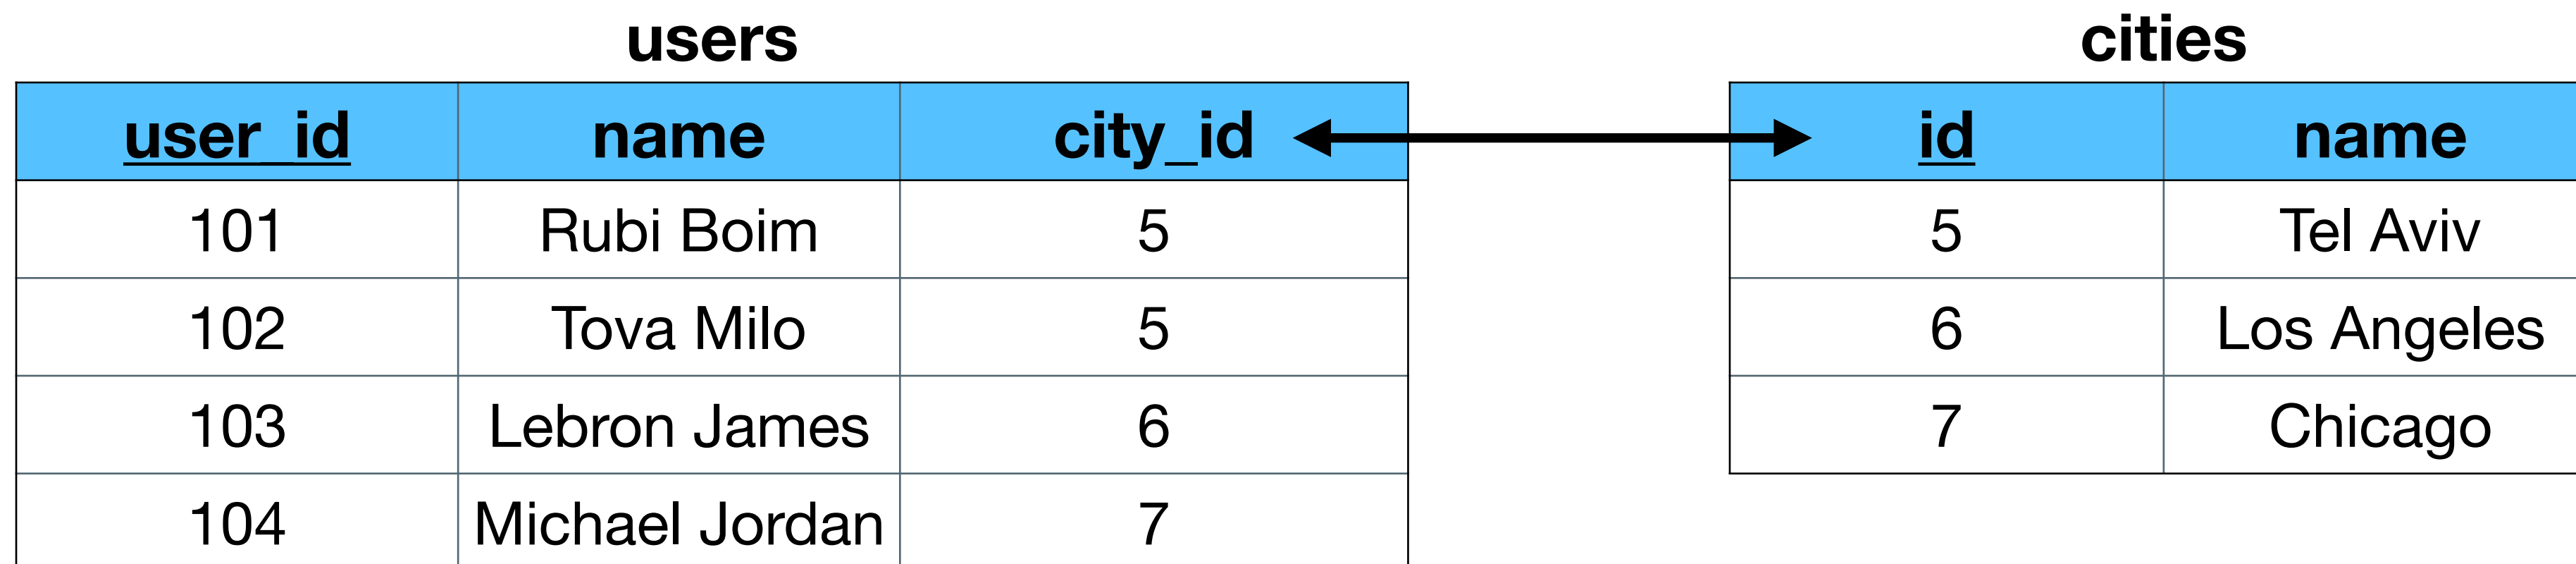 users
user_id name city_id
101 Rubi Boim 5
102 Tova Milo 5
103 Lebron James 6
104 Michael Jordan 7
cities
id name
5 Tel Aviv
6 Los Angeles
7 Chicago